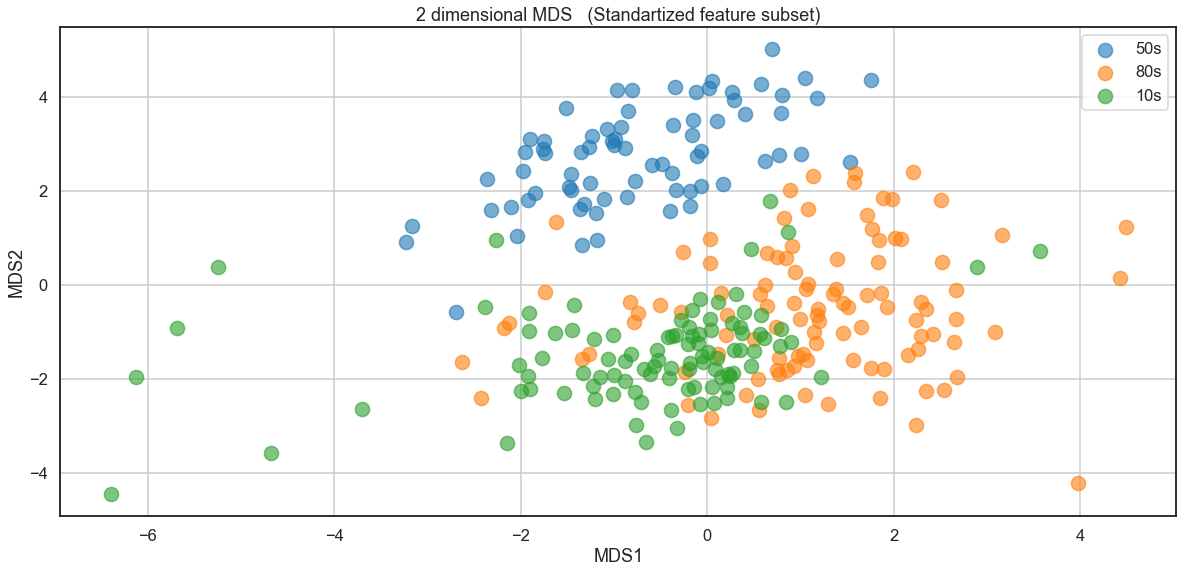 2 dimensional MDS   (Standartized feature subset)
50s
80s
10s
4
2
0
−2
−4
MDS2
−6
−4
−2
0
2
4
MDS1